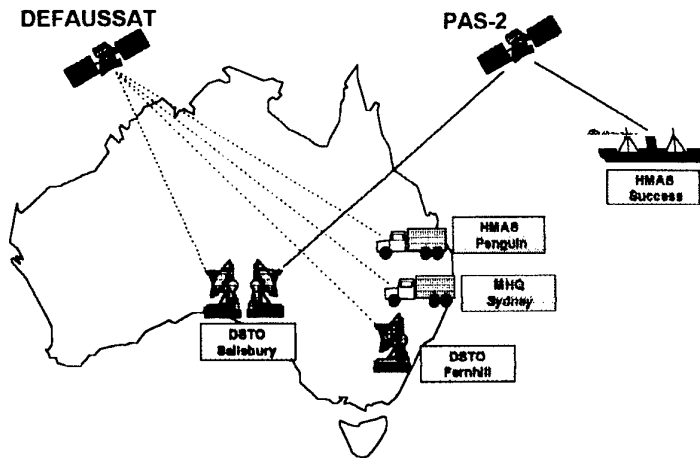 DEFAUSSAT
PAS-2
HMAS
Success
HMAS
Penguin
MHQ
Sydney
DSTO
Salisbury
DSTO
Fernhill